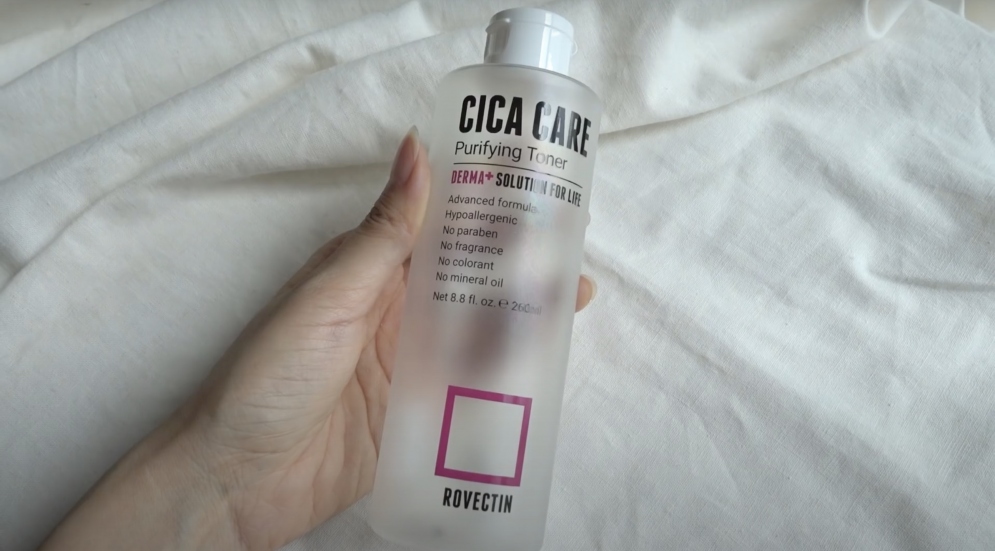 CICA CARE
Purifying Toner
DERMA+ SOLUTION FOR LIFE
Advanced formula
Hypoallergenic
No paraben
No fragrance
No colorant
No mineral oil
Net 8.8 fl. oz. ℮ 260ml
ROVECTIN